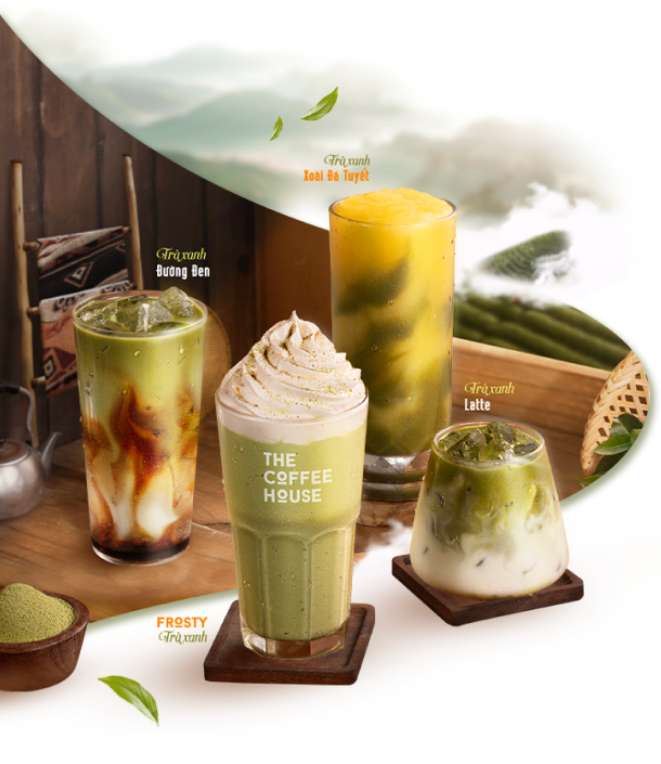 Trà xanh
Xoài Đá Tuyết
Trà xanh
Đường Đen
Trà xanh
Latte
THE
COFFEE
HOUSE
FROSTY
Trà xanh